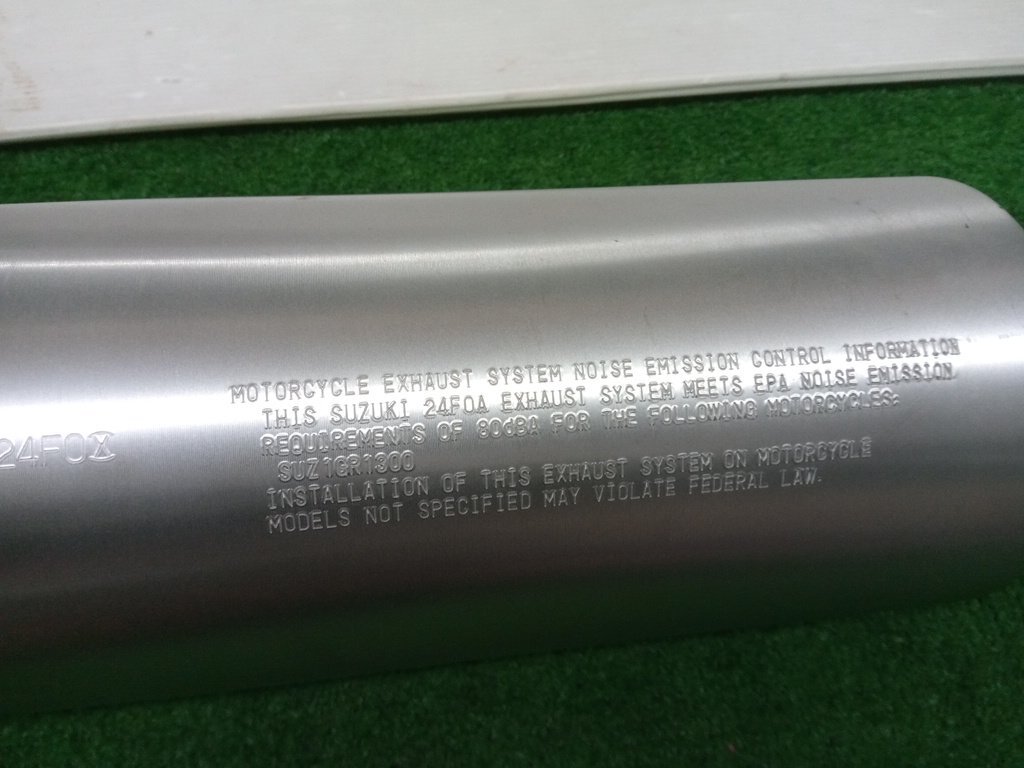 24F0
MOTORCYCLE EXHAUST SYSTEM NOISE EMISSION CONTROL INFORMATION
THIS SUZUKI 24F0A EXHAUST SYSTEM MEETS EPA NOISE EMISSION
REQUIREMENTS OF 80dBA FOR THE FOLLOWING MOTORCYCLES:
SUZ1GR1300
INSTALLATION OF THIS EXHAUST SYSTEM ON MOTORCYCLE
MODELS NOT SPECIFIED MAY VIOLATE FEDERAL LAW.